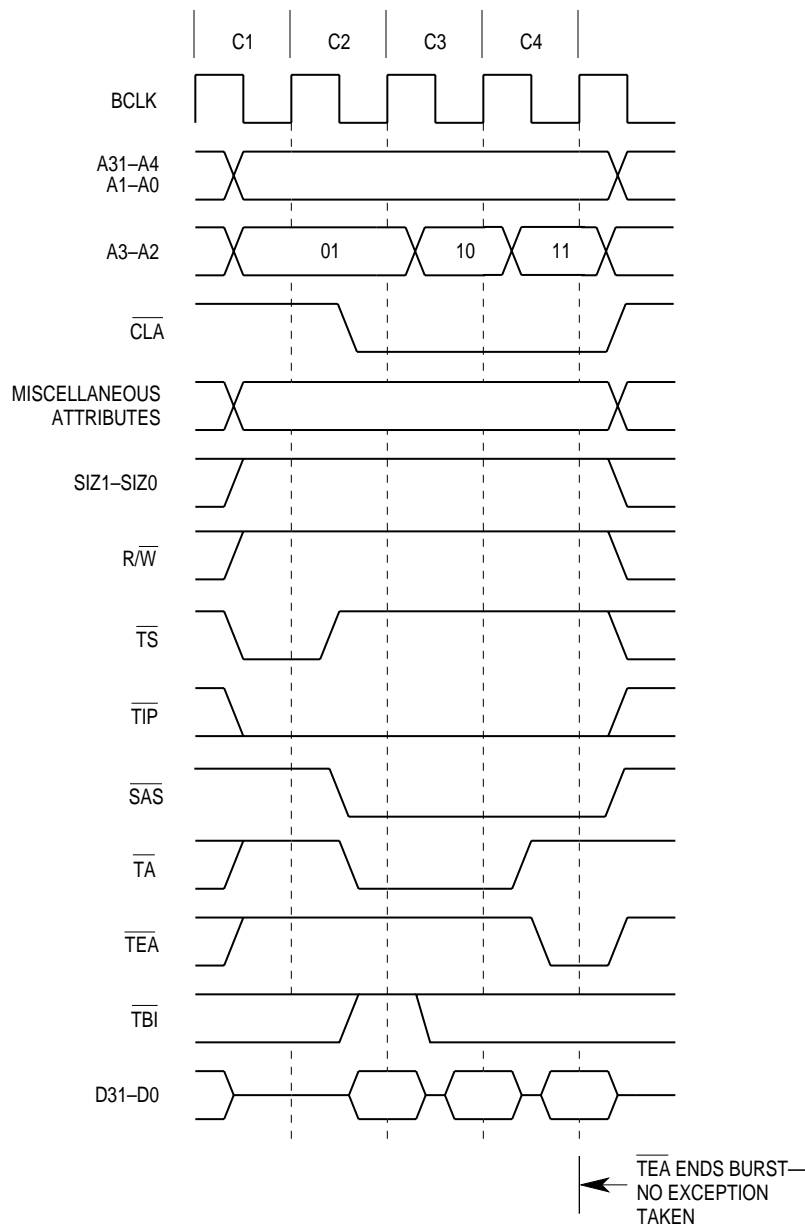 C1 C2 C3 C4
BCLK
A31–A4
A1–A0
A3–A2 01 10 11
CLA
MISCELLANEOUS
ATTRIBUTES
SIZ1–SIZ0
R/W
TS
TIP
SAS
TA
TEA
TBI
D31–D0
TEA ENDS BURST—
NO EXCEPTION
TAKEN